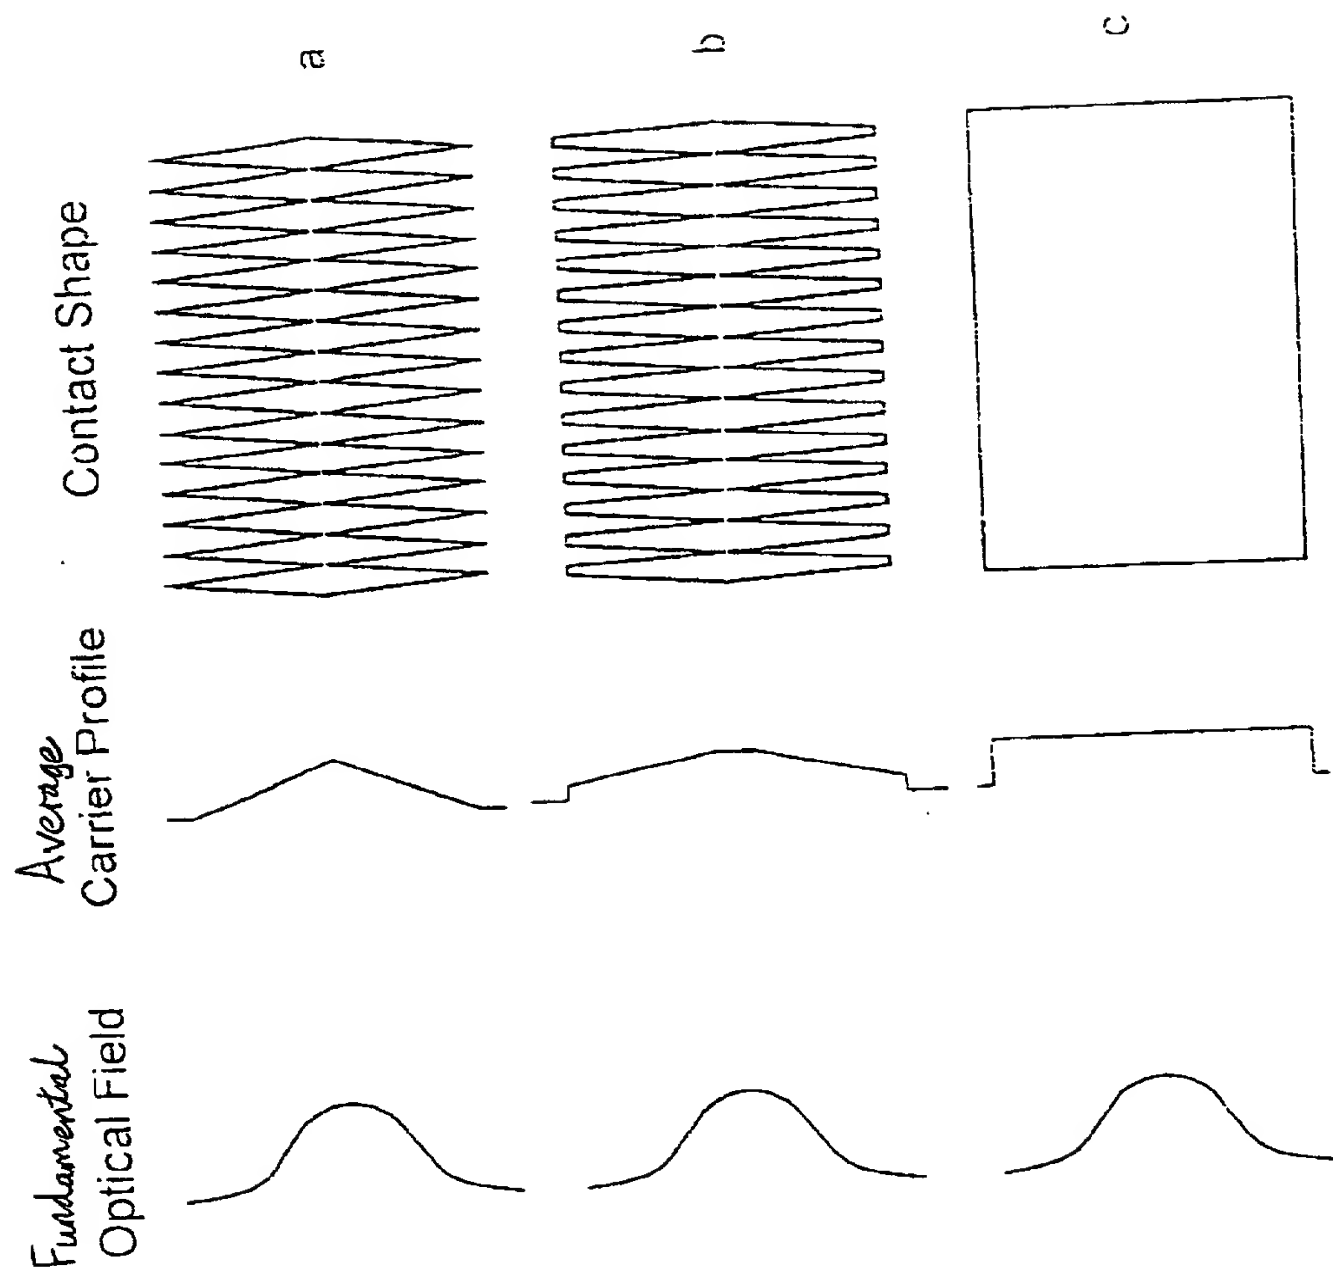 a
b
c
Contact Shape
Average
Carrier Profile
Fundamental
Optical Field